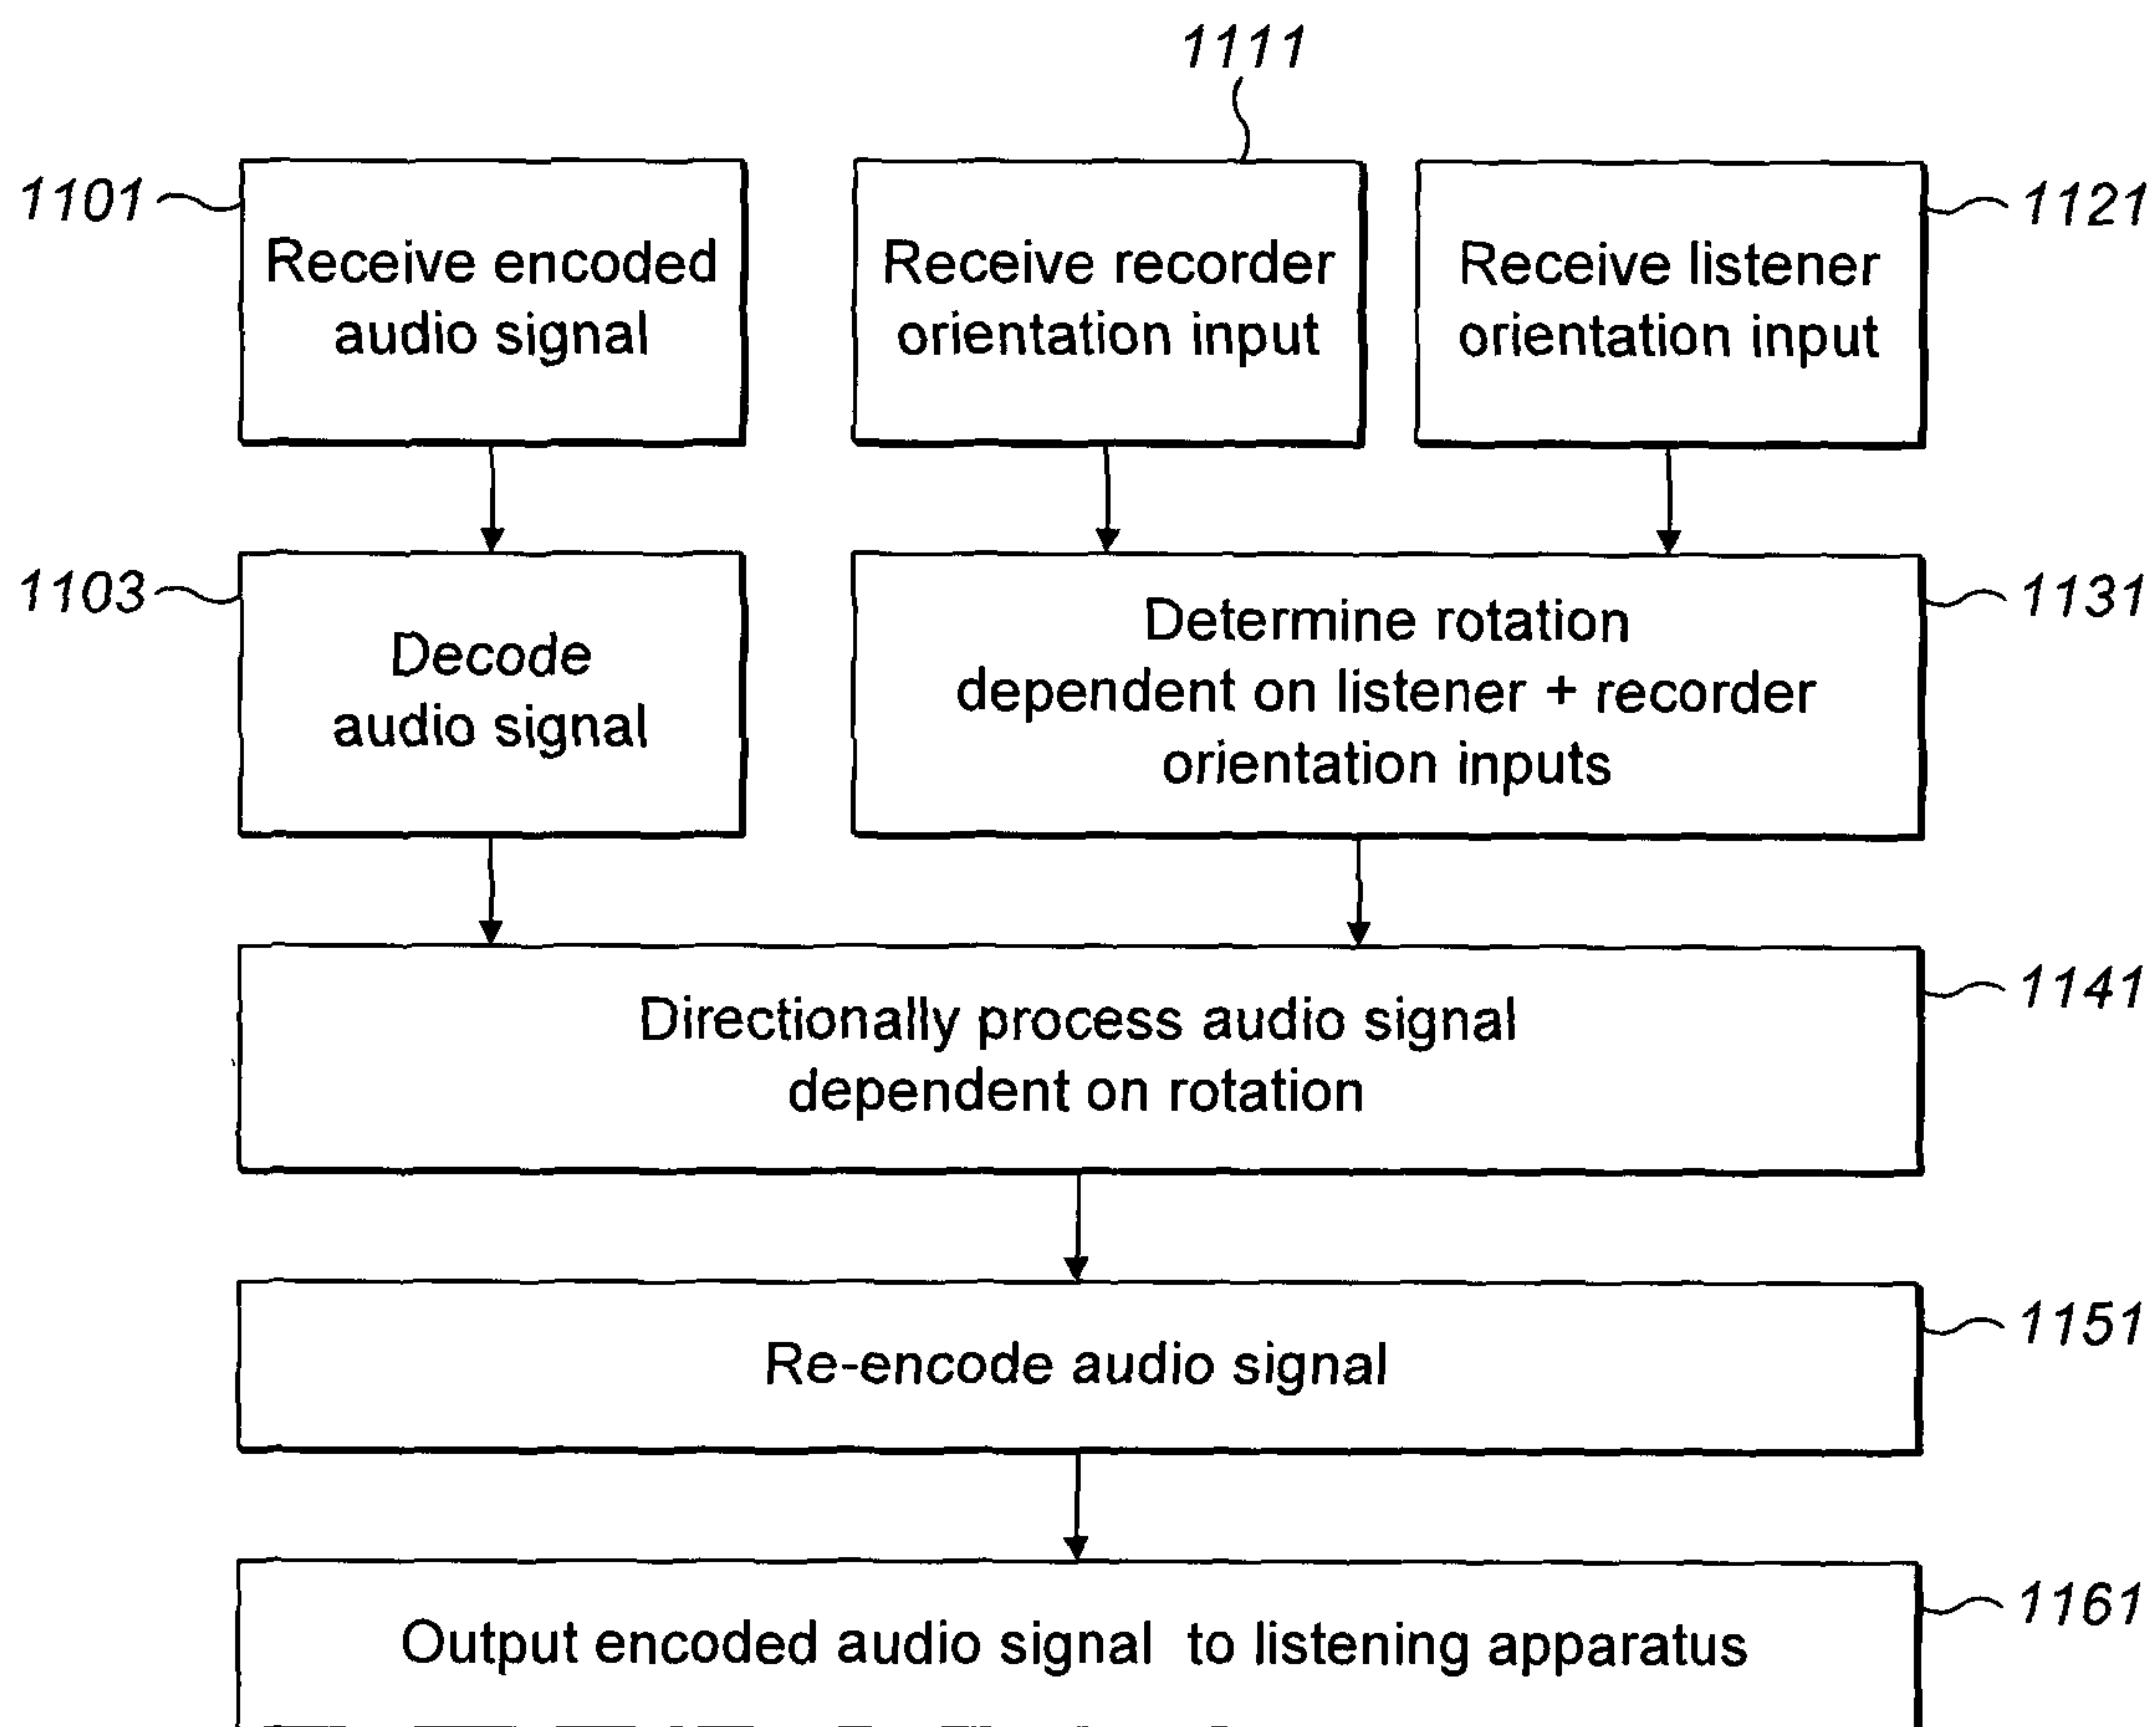 1111
1101
Receive encoded
audio signal
Receive recorder
orientation input
Receive listener
orientation input
1121
1103
Decode
audio signal
Determine rotation
dependent on listener + recorder
orientation inputs
1131
Directionally process audio signal
dependent on rotation
1141
Re-encode audio signal
1151
Output encoded audio signal to listening apparatus
1161